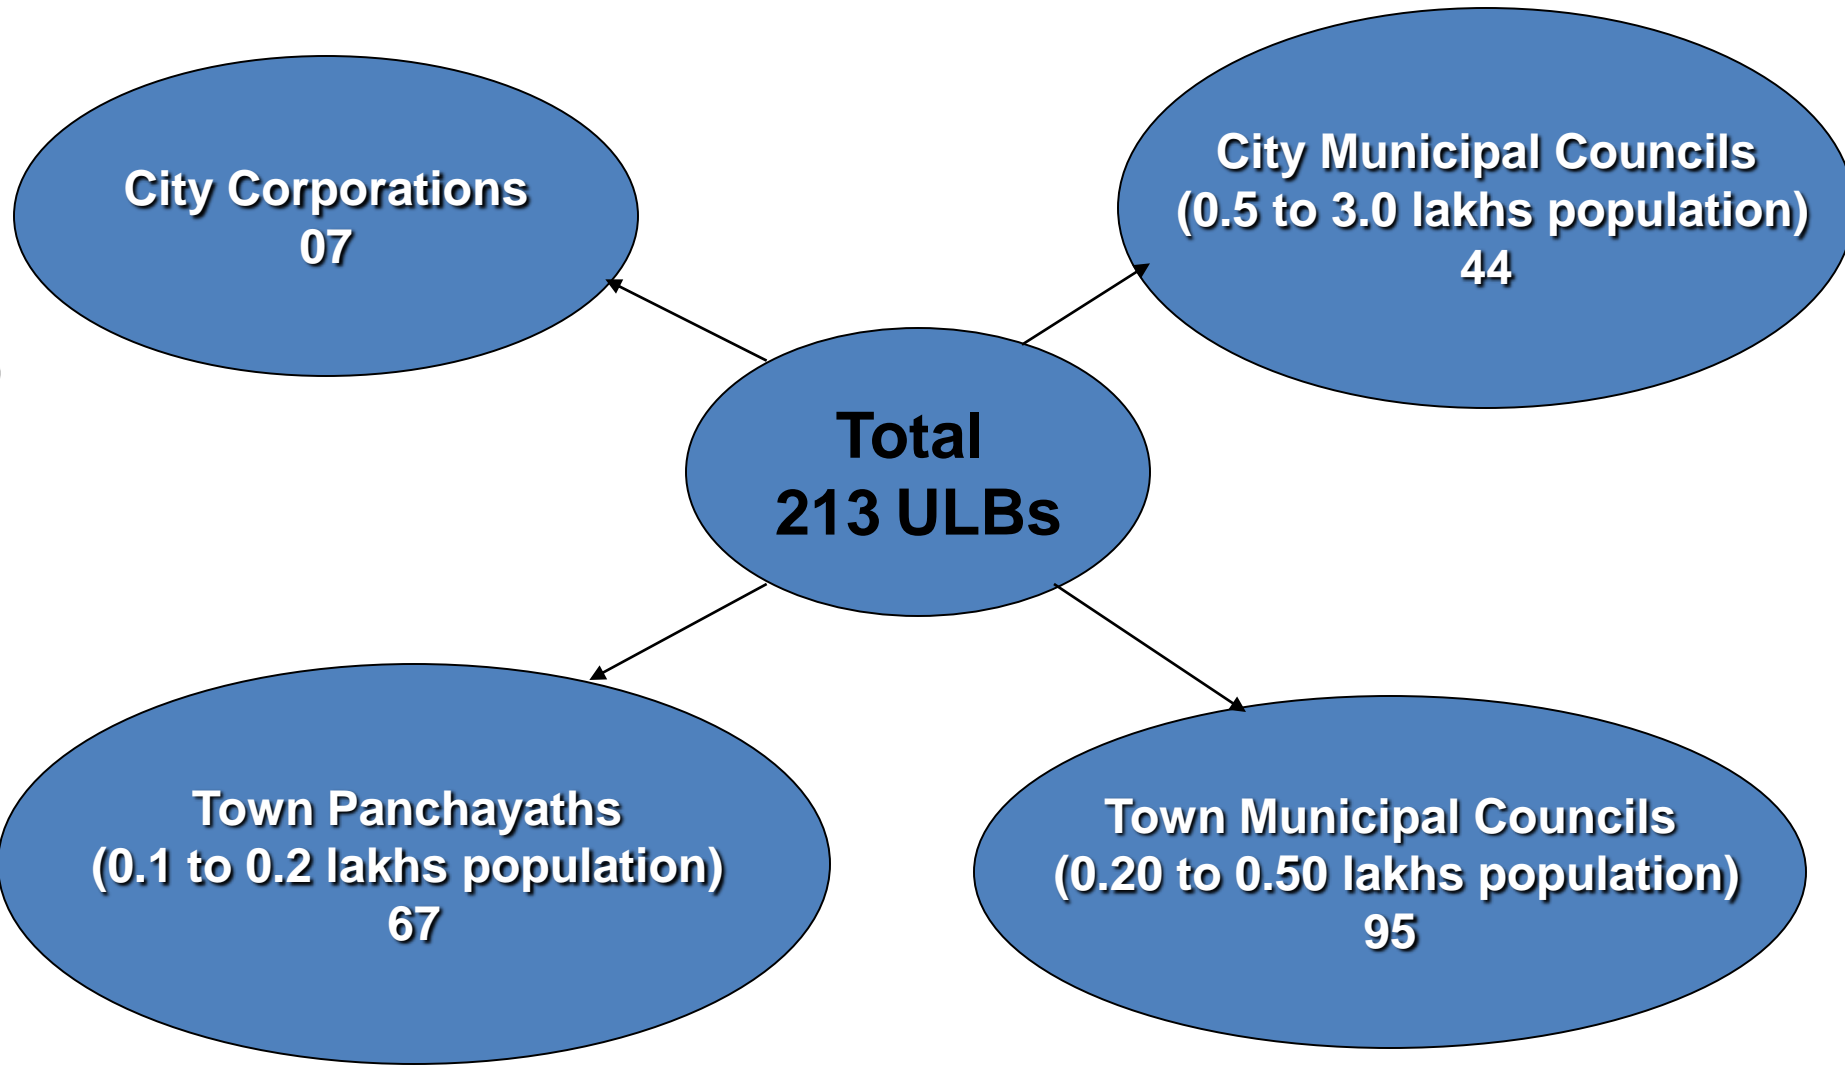 City Corporations
07
City Municipal Councils
(0.5 to 3.0 lakhs population)
44
Total
213 ULBs
Town Panchayaths
(0.1 to 0.2 lakhs population)
67
Town Municipal Councils
(0.20 to 0.50 lakhs population)
95